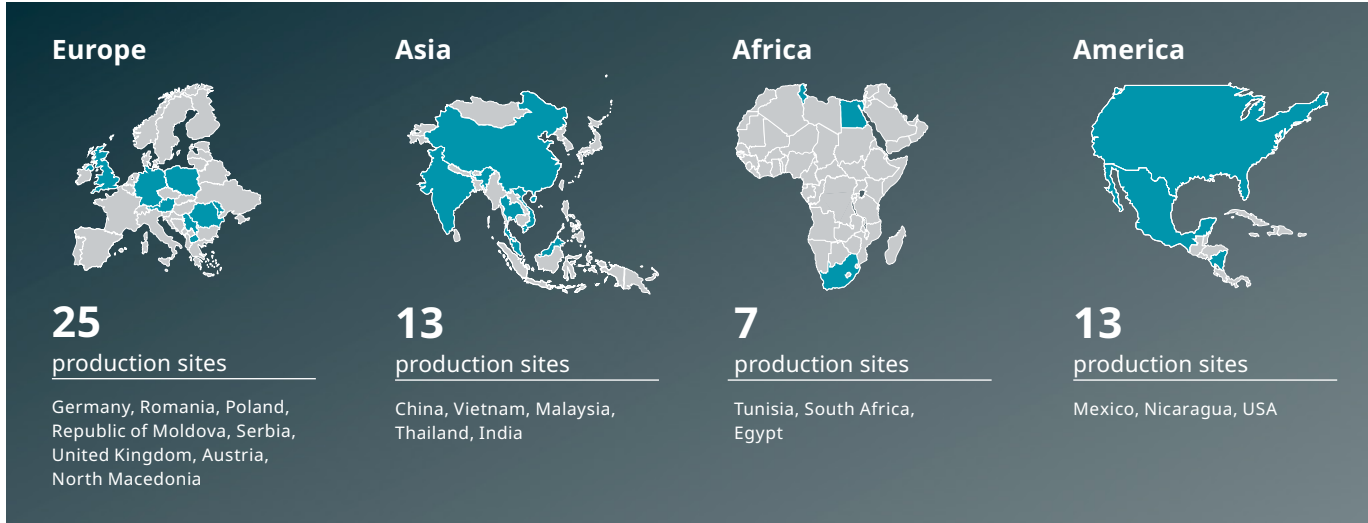 Europe
25
production sites
Germany, Romania, Poland,
Republic of Moldova, Serbia,
United Kingdom, Austria,
North Macedonia
Asia
13
production sites
China, Vietnam, Malaysia,
Thailand, India
Africa
7
production sites
Tunisia, South Africa,
Egypt
America
13
production sites
Mexico, Nicaragua, USA